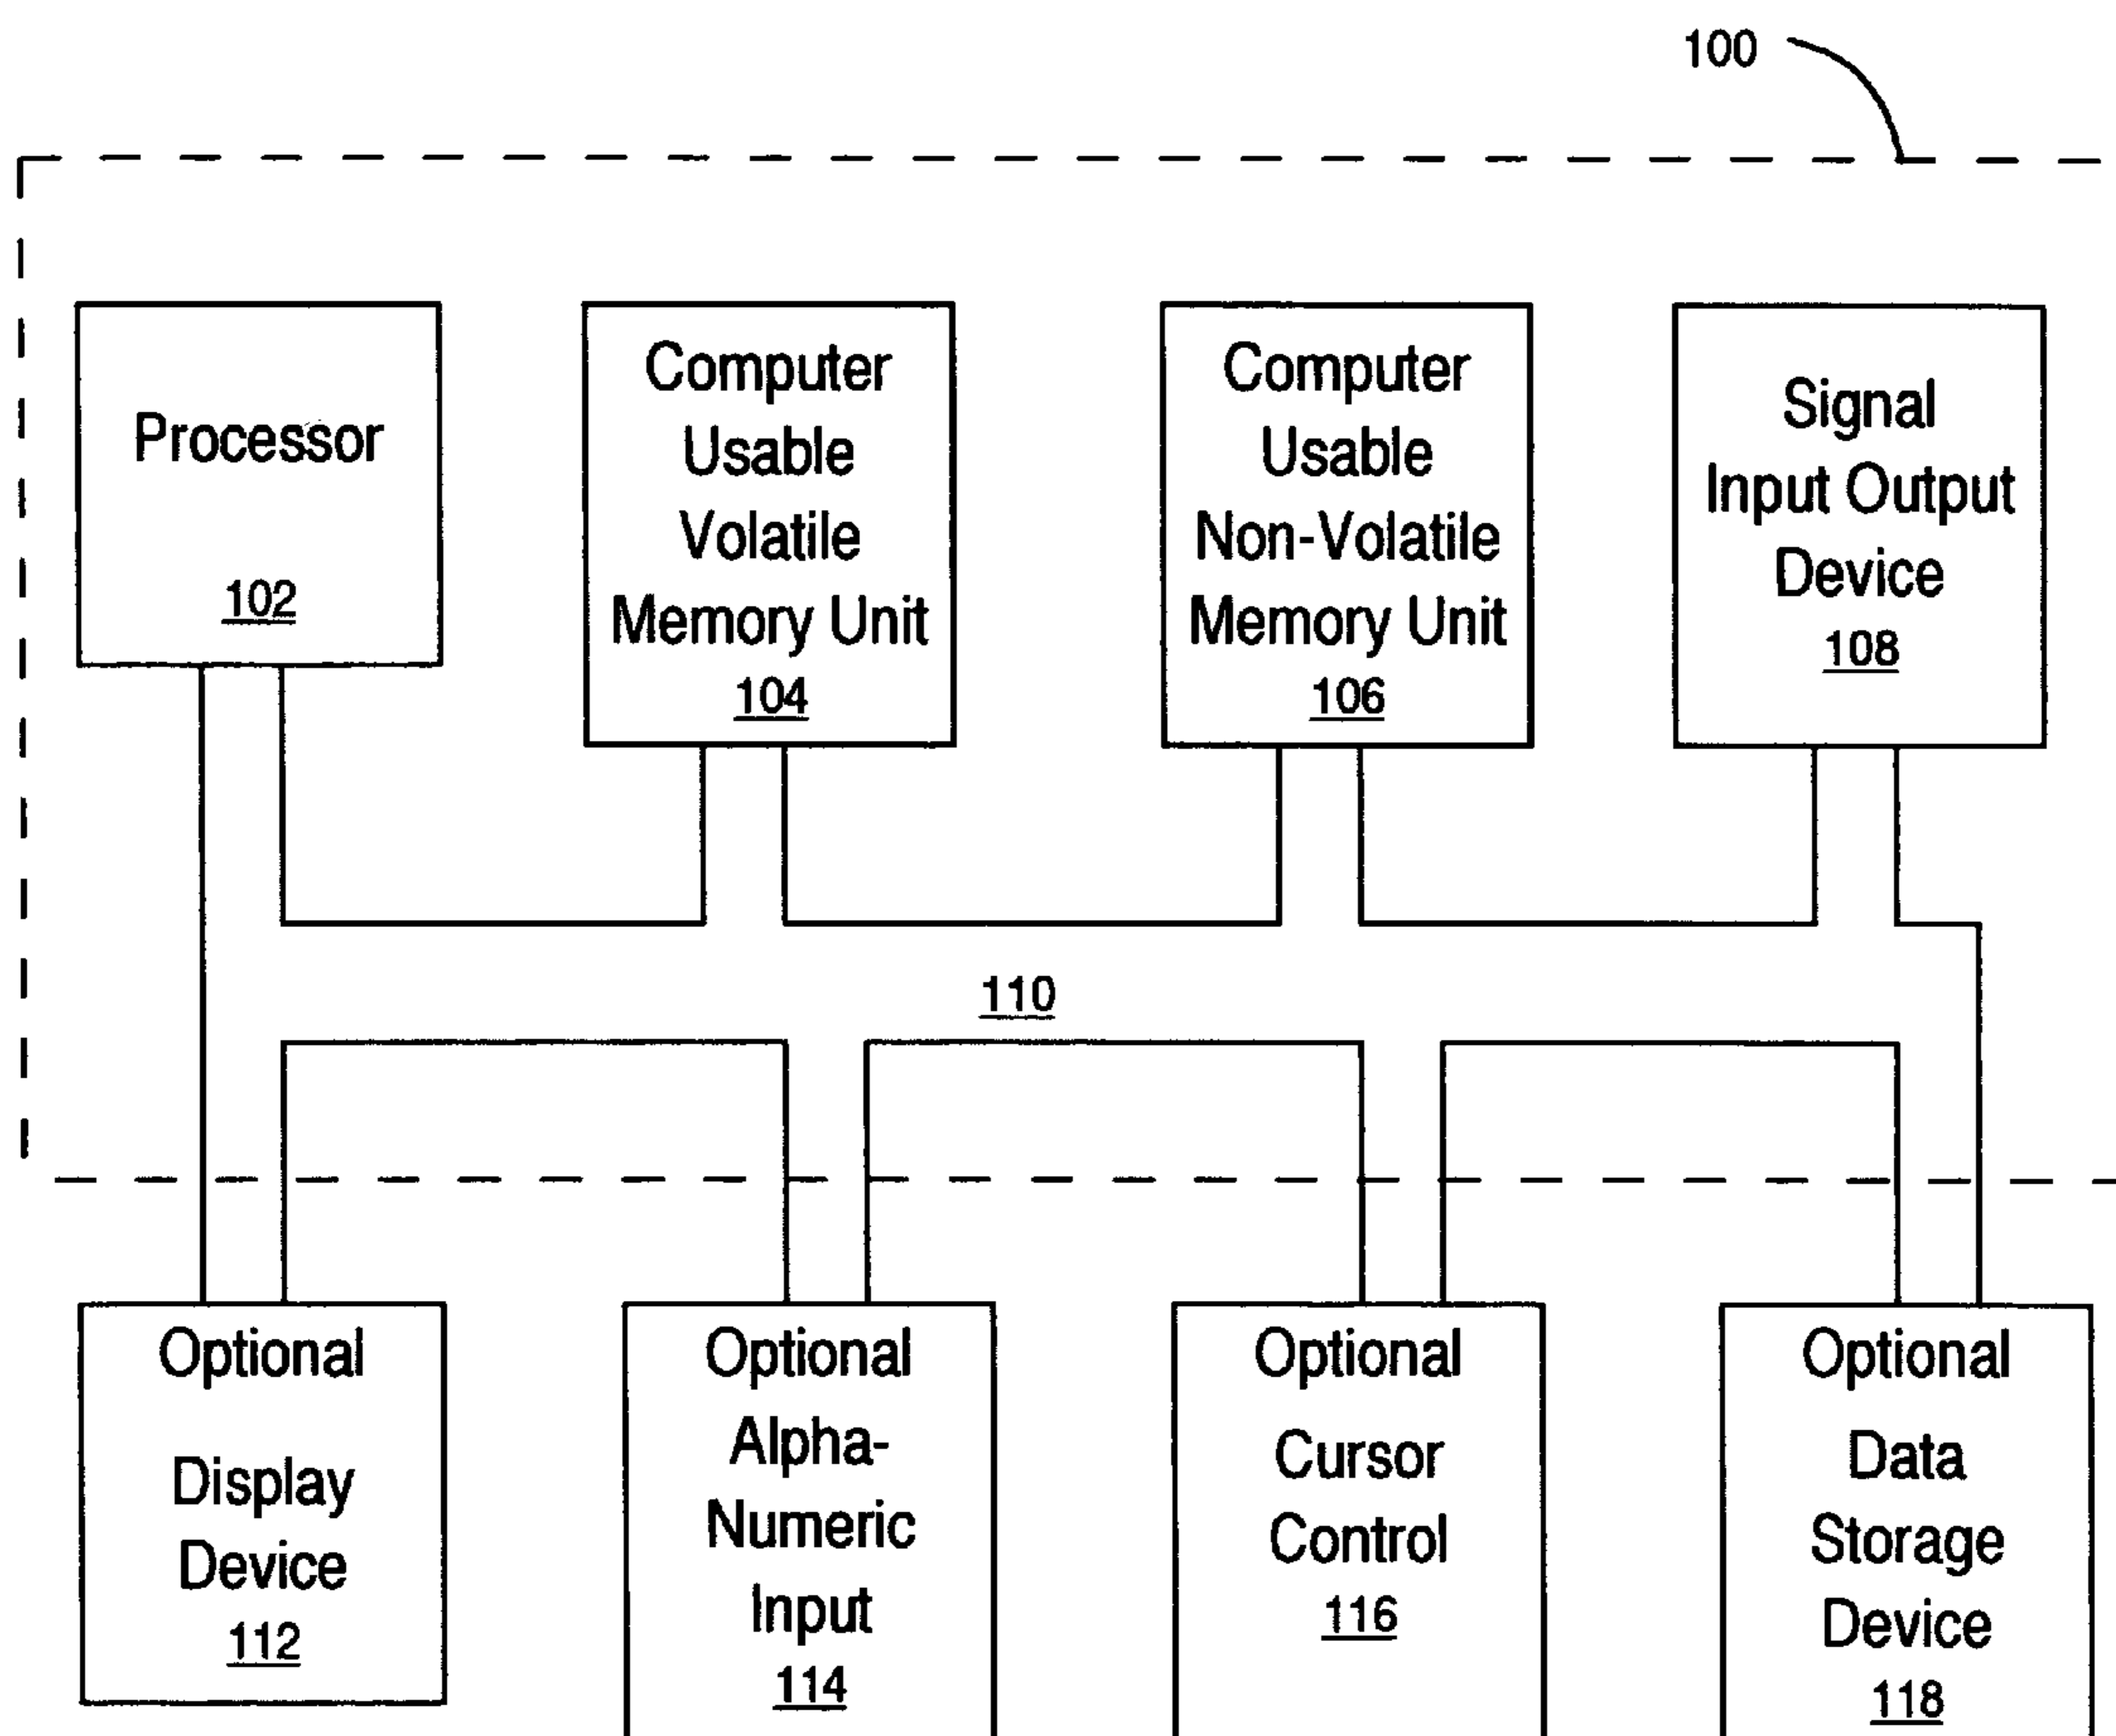 100
Processor
102
Computer
Usable
Volatile
Memory Unit
104
Computer
Usable
Non-Volatile
Memory Unit
106
Signal
Input Output
Device
108
110
Optional
Display
Device
112
Optional
Alpha-
Numeric
Input
114
Optional
Cursor
Control
116
Optional
Data
Storage
Device
118